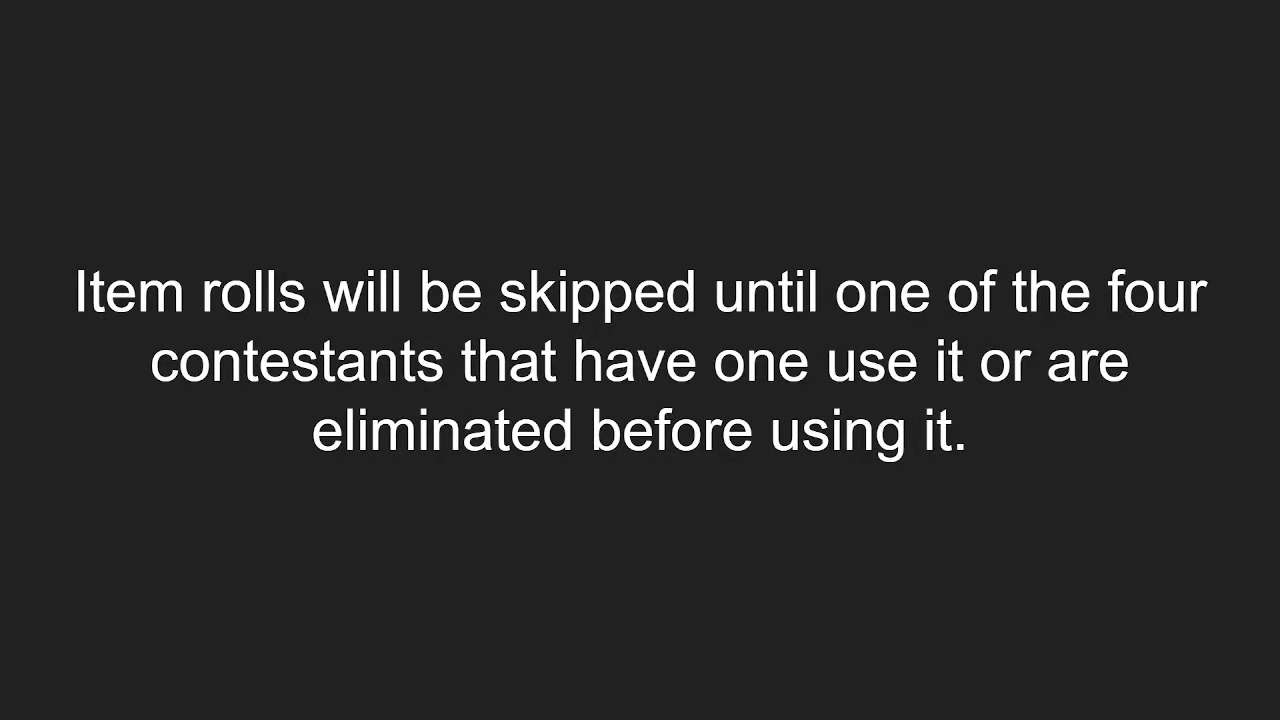 Item rolls will be skipped until one of the four
contestants that have one use it or are
eliminated before using it.